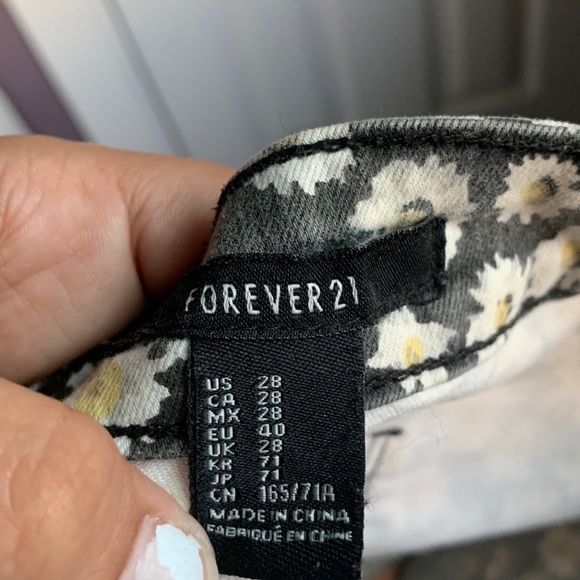 FOREVER 21
US 28
CA 28
MX 28
EU 40
UK 28
KR 71
JP 71
CN 165/71A
MADE IN CHINA
FABRIQUÉ EN CHINE